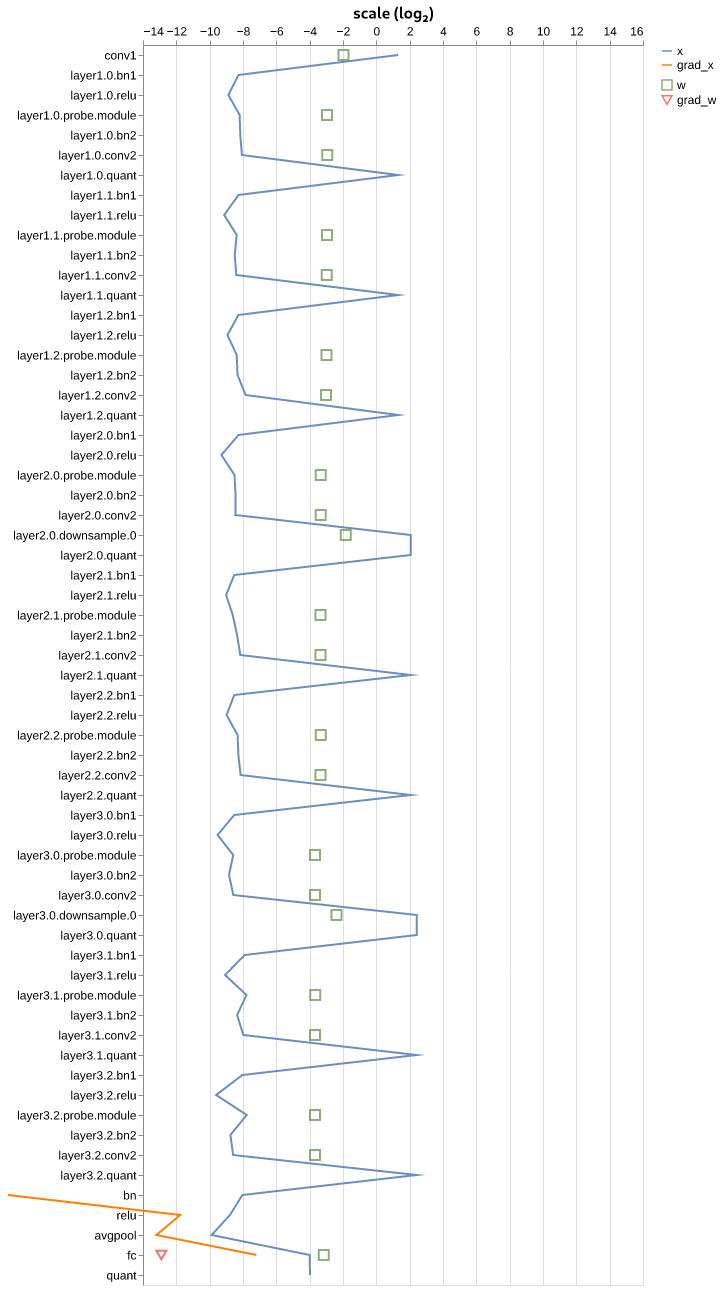 scale (log2)
−14 −12 −10 −8 −6 −4 −2 0 2 4 6 8 10 12 14 16
x
grad_x
w
grad_w
conv1
layer1.0.bn1
layer1.0.relu
layer1.0.probe.module
layer1.0.bn2
layer1.0.conv2
layer1.0.quant
layer1.1.bn1
layer1.1.relu
layer1.1.probe.module
layer1.1.bn2
layer1.1.conv2
layer1.1.quant
layer1.2.bn1
layer1.2.relu
layer1.2.probe.module
layer1.2.bn2
layer1.2.conv2
layer1.2.quant
layer2.0.bn1
layer2.0.relu
layer2.0.probe.module
layer2.0.bn2
layer2.0.conv2
layer2.0.downsample.0
layer2.0.quant
layer2.1.bn1
layer2.1.relu
layer2.1.probe.module
layer2.1.bn2
layer2.1.conv2
layer2.1.quant
layer2.2.bn1
layer2.2.relu
layer2.2.probe.module
layer2.2.bn2
layer2.2.conv2
layer2.2.quant
layer3.0.bn1
layer3.0.relu
layer3.0.probe.module
layer3.0.bn2
layer3.0.conv2
layer3.0.downsample.0
layer3.0.quant
layer3.1.bn1
layer3.1.relu
layer3.1.probe.module
layer3.1.bn2
layer3.1.conv2
layer3.1.quant
layer3.2.bn1
layer3.2.relu
layer3.2.probe.module
layer3.2.bn2
layer3.2.conv2
layer3.2.quant
bn
relu
avgpool
fc
quant